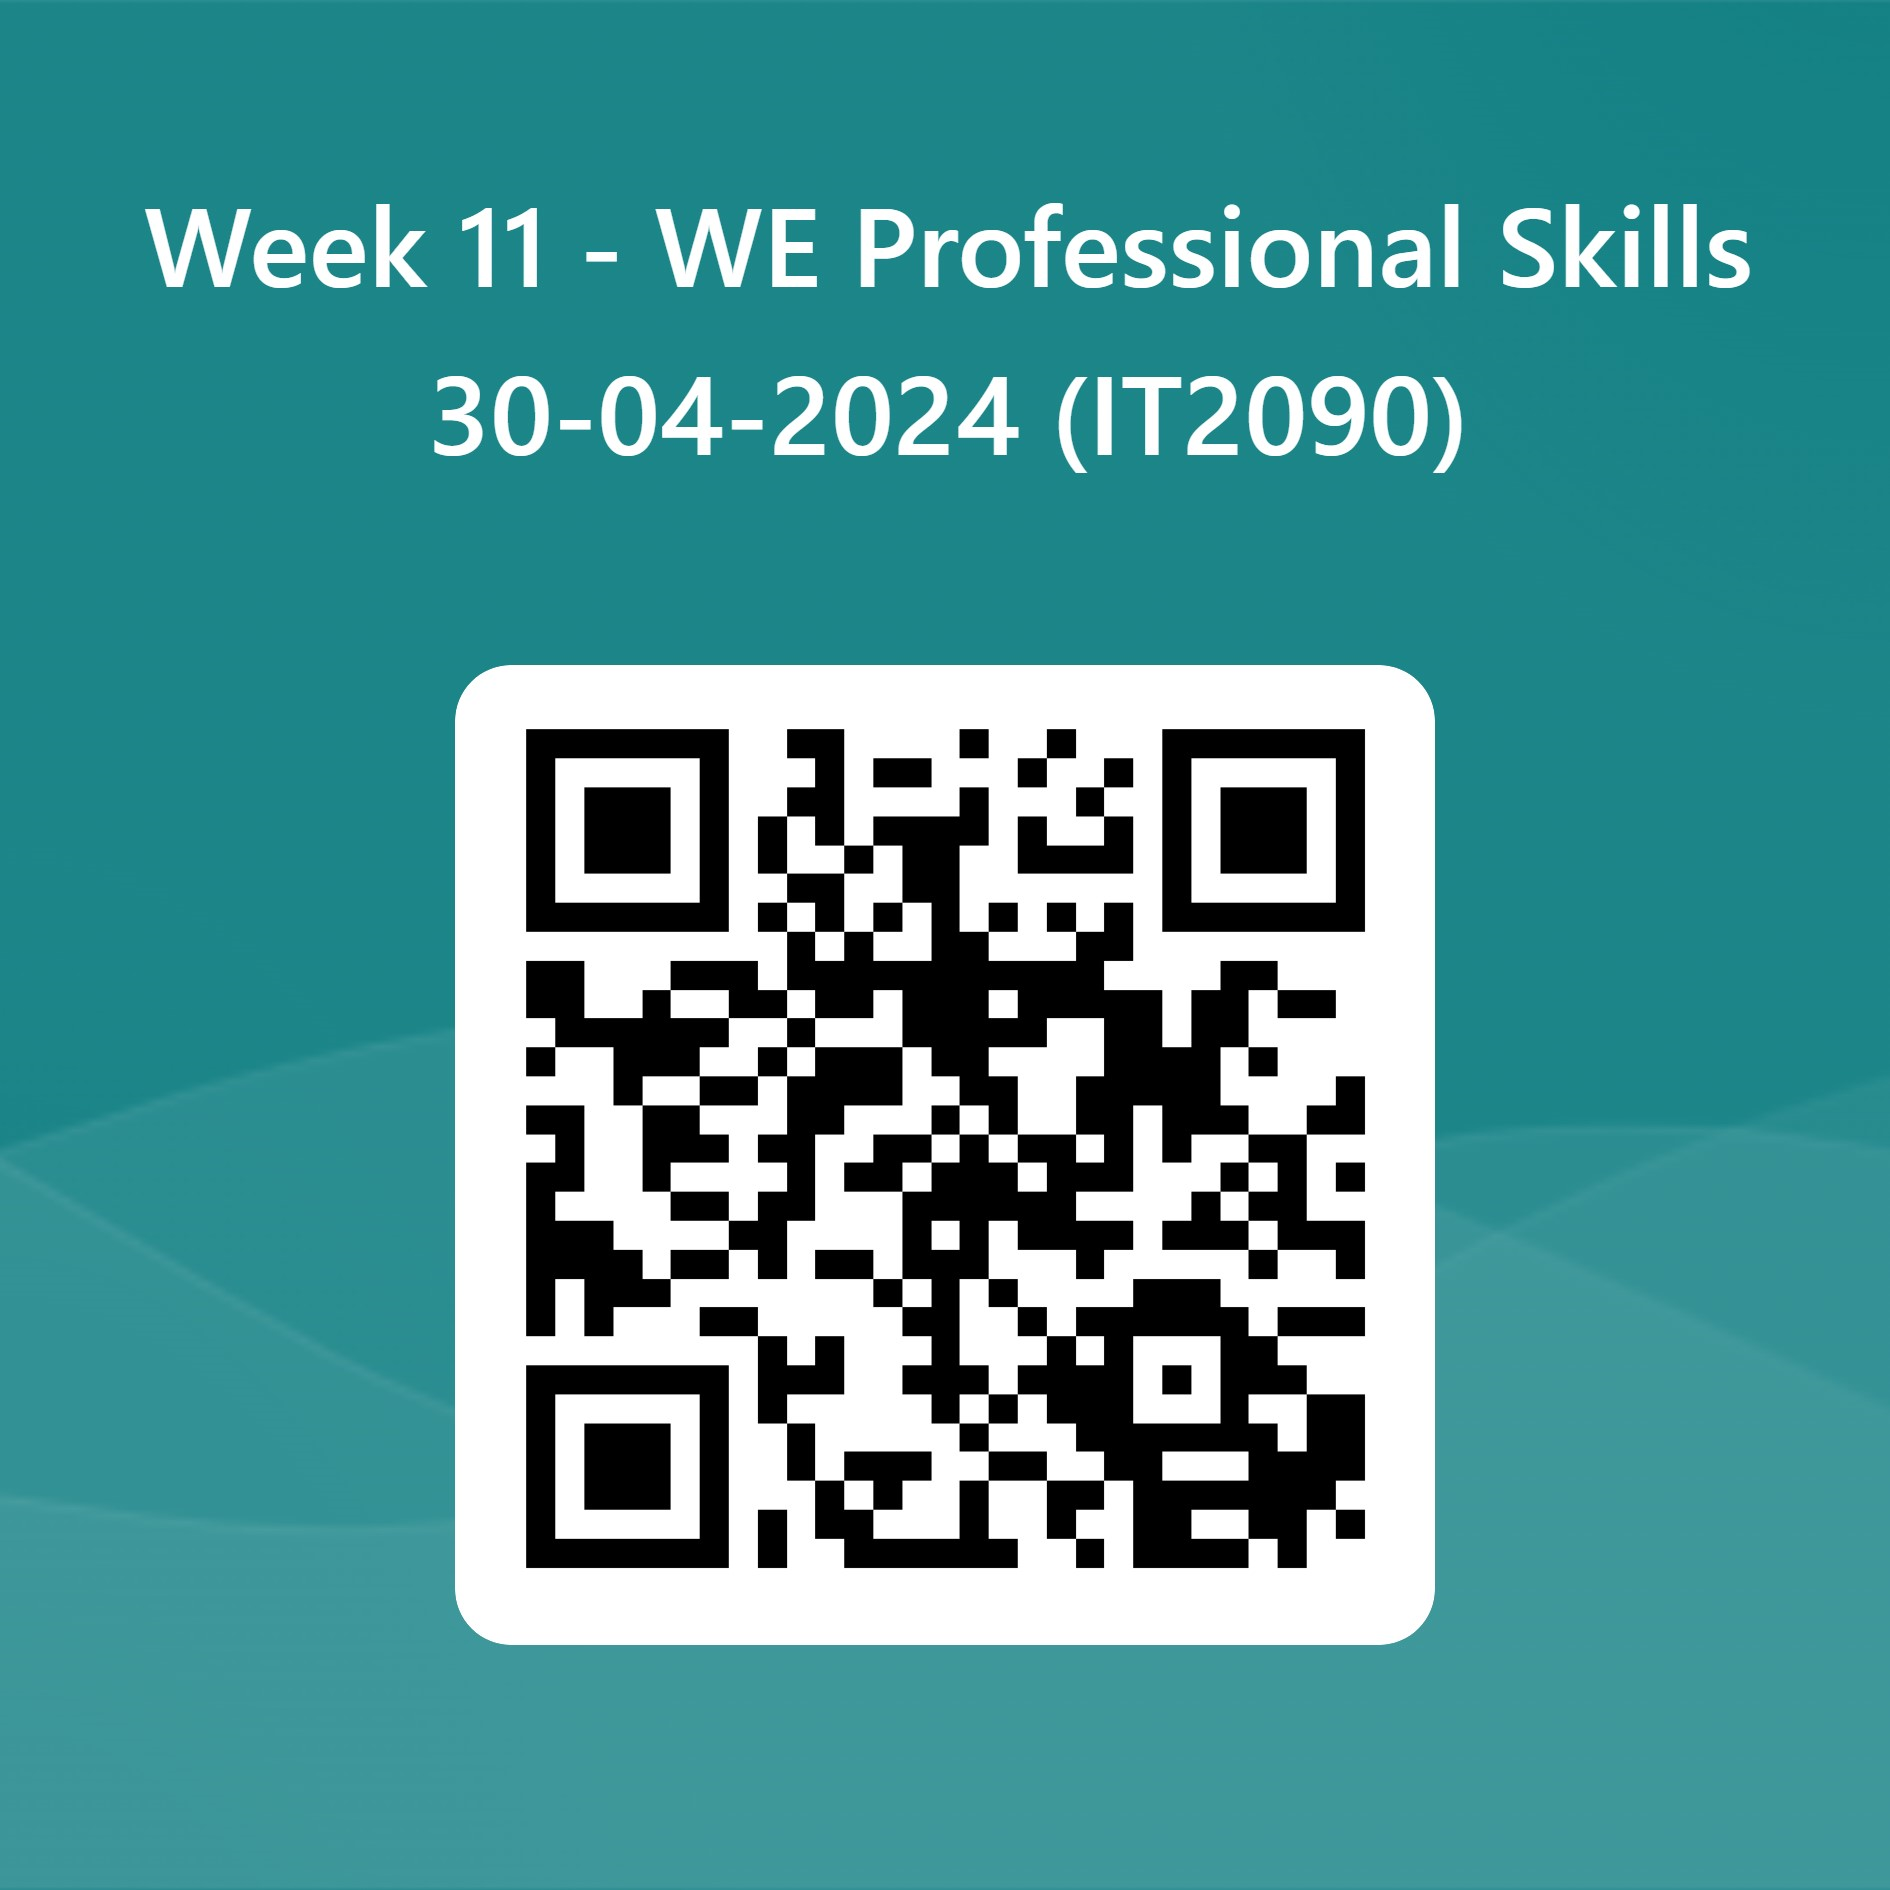 Week 11 - WE Professional Skills
30-04-2024 (IT2090)